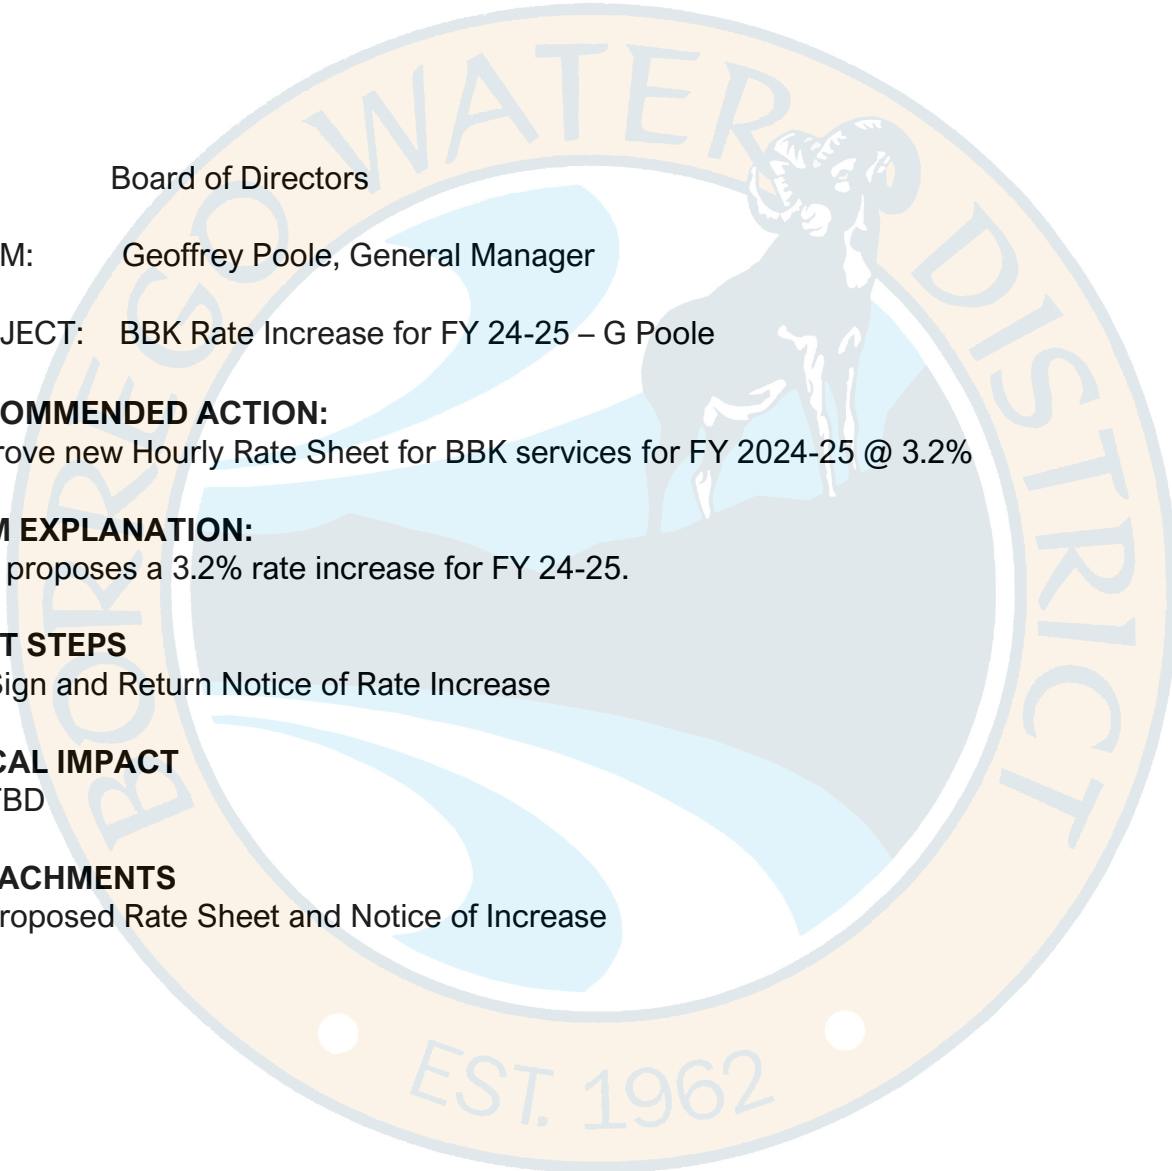 Board of Directors
M: Geoffrey Poole, General Manager
JECT: BBK Rate Increase for FY 24-25 – G Poole
OMMENDED ACTION:
rove new Hourly Rate Sheet for BBK services for FY 2024-25 @ 3.2%
M EXPLANATION:
proposes a 3.2% rate increase for FY 24-25.
T STEPS
Sign and Return Notice of Rate Increase
CAL IMPACT
TBD
ACHMENTS
roposed Rate Sheet and Notice of Increase
BORREGO WATER DISTRICT
EST. 1962